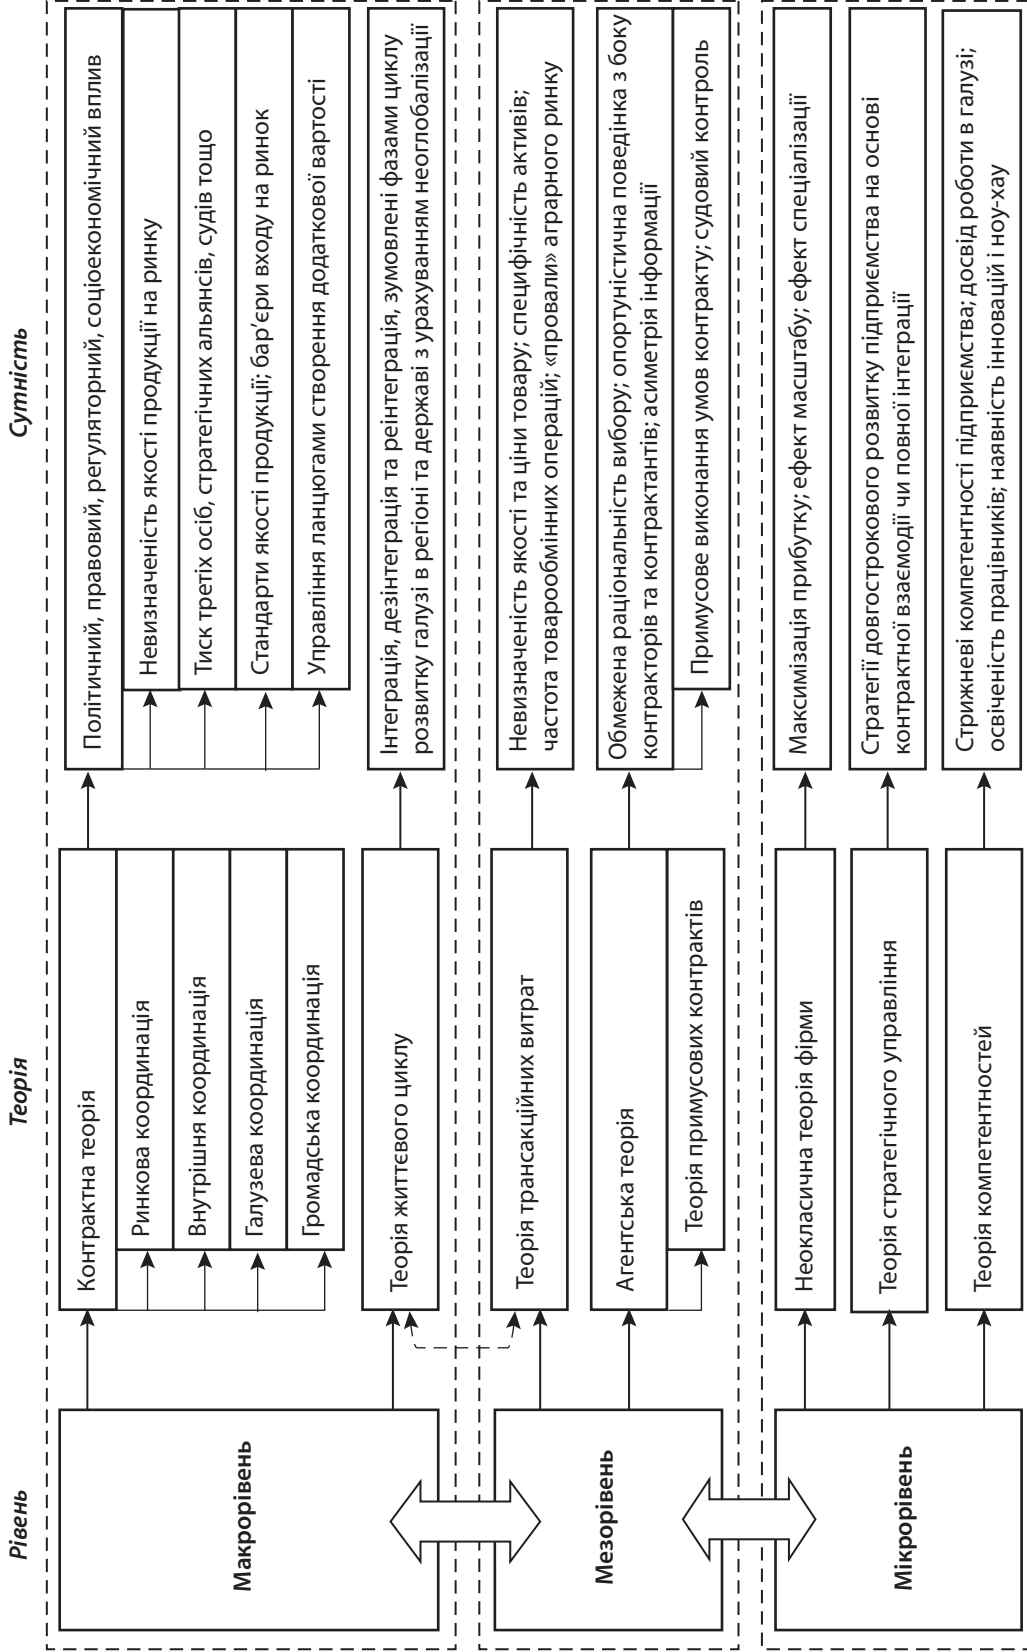 Рівень
Теорія
Сутність
Макрорівень
Контрактна теорія
Ринкова координація
Внутрішня координація
Галузева координація
Громадська координація
Теорія життєвого циклу
Політичний, правовий, регуляторний, соціоекономічний вплив
Невизначеність якості продукції на ринку
Тиск третіх осіб, стратегічних альянсів, судів тощо
Стандарти якості продукції; бар’єри входу на ринок
Управління ланцюгами створення додаткової вартості
Інтеграція, дезінтеграція та реінтеграція, зумовлені фазами циклу
розвитку галузі в регіоні та державі з урахуванням неоглобалізації
Мезорівень
Теорія трансакційних витрат
Агентська теорія
Теорія примусових контрактів
Невизначеність якості та ціни товару; специфічність активів;
частота товарообмінних операцій; «провали» аграрного ринку
Обмежена раціональність вибору; опортуністична поведінка з боку
контракторів та контрактантів; асиметрія інформації
Примусове виконання умов контракту; судовий контроль
Мікрорівень
Неокласична теорія фірми
Теорія стратегічного управління
Теорія компетентностей
Максимізація прибутку; ефект масштабу; ефект спеціалізації
Стратегії довгострокового розвитку підприємства на основі
контрактної взаємодії чи повної інтеграції
Стрижневі компетентності підприємства; досвід роботи в галузі;
освіченість працівників; наявність інновацій і ноу-хау